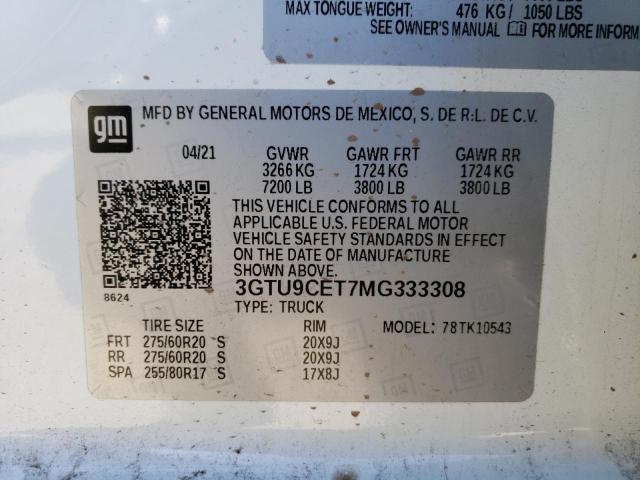 MAX TONGUE WEIGHT: 476 KG/ 1050 LBS
SEE OWNER'S MANUAL FOR MORE INFORM
gm MFD BY GENERAL MOTORS DE MEXICO, S. DE R.L. DE C.V.
04/21 GVWR GAWR FRT GAWR RR
3266 KG 1724 KG 1724 KG
7200 LB 3800 LB 3800 LB
THIS VEHICLE CONFORMS TO ALL
APPLICABLE U.S. FEDERAL MOTOR
VEHICLE SAFETY STANDARDS IN EFFECT
ON THE DATE OF MANUFACTURE
SHOWN ABOVE.
8624
3GTU9CET7MG333308
TYPE: TRUCK
TIRE SIZE RIM MODEL: 78TK10543
FRT 275/60R20 S 20X9J
RR 275/60R20 S 20X9J
SPA 255/80R17 S 17X8J